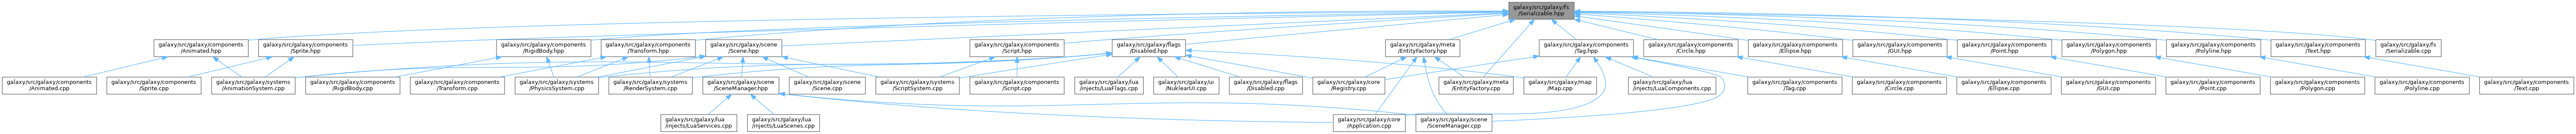 galaxy/src/galaxy/fs
/Serializable.hpp
galaxy/src/galaxy/components
/Animated.hpp
galaxy/src/galaxy/components
/Sprite.hpp
galaxy/src/galaxy/components
/RigidBody.hpp
galaxy/src/galaxy/components
/Transform.hpp
galaxy/src/galaxy/scene
/Scene.hpp
galaxy/src/galaxy/components
/Script.hpp
galaxy/src/galaxy/flags
/Disabled.hpp
galaxy/src/galaxy/meta
/EntityFactory.hpp
galaxy/src/galaxy/components
/Tag.hpp
galaxy/src/galaxy/components
/Circle.hpp
galaxy/src/galaxy/components
/Ellipse.hpp
galaxy/src/galaxy/components
/GUI.hpp
galaxy/src/galaxy/components
/Point.hpp
galaxy/src/galaxy/components
/Polygon.hpp
galaxy/src/galaxy/components
/Polyline.hpp
galaxy/src/galaxy/components
/Text.hpp
galaxy/src/galaxy/fs
/Serializable.cpp
galaxy/src/galaxy/components
/Animated.cpp
galaxy/src/galaxy/components
/Sprite.cpp
galaxy/src/galaxy/systems
/AnimationSystem.cpp
galaxy/src/galaxy/components
/RigidBody.cpp
galaxy/src/galaxy/components
/Transform.cpp
galaxy/src/galaxy/systems
/PhysicsSystem.cpp
galaxy/src/galaxy/systems
/RenderSystem.cpp
galaxy/src/galaxy/scene
/SceneManager.hpp
galaxy/src/galaxy/scene
/Scene.cpp
galaxy/src/galaxy/systems
/ScriptSystem.cpp
galaxy/src/galaxy/components
/Script.cpp
galaxy/src/galaxy/lua
/injects/LuaFlags.cpp
galaxy/src/galaxy/ui
/NuklearUI.cpp
galaxy/src/galaxy/flags
/Disabled.cpp
galaxy/src/galaxy/core
/Registry.cpp
galaxy/src/galaxy/meta
/EntityFactory.cpp
galaxy/src/galaxy/map
/Map.cpp
galaxy/src/galaxy/lua
/injects/LuaComponents.cpp
galaxy/src/galaxy/components
/Tag.cpp
galaxy/src/galaxy/components
/Circle.cpp
galaxy/src/galaxy/components
/Ellipse.cpp
galaxy/src/galaxy/components
/GUI.cpp
galaxy/src/galaxy/components
/Point.cpp
galaxy/src/galaxy/components
/Polygon.cpp
galaxy/src/galaxy/components
/Polyline.cpp
galaxy/src/galaxy/components
/Text.cpp
galaxy/src/galaxy/lua
/injects/LuaServices.cpp
galaxy/src/galaxy/lua
/injects/LuaScenes.cpp
galaxy/src/galaxy/core
/Application.cpp
galaxy/src/galaxy/scene
/SceneManager.cpp